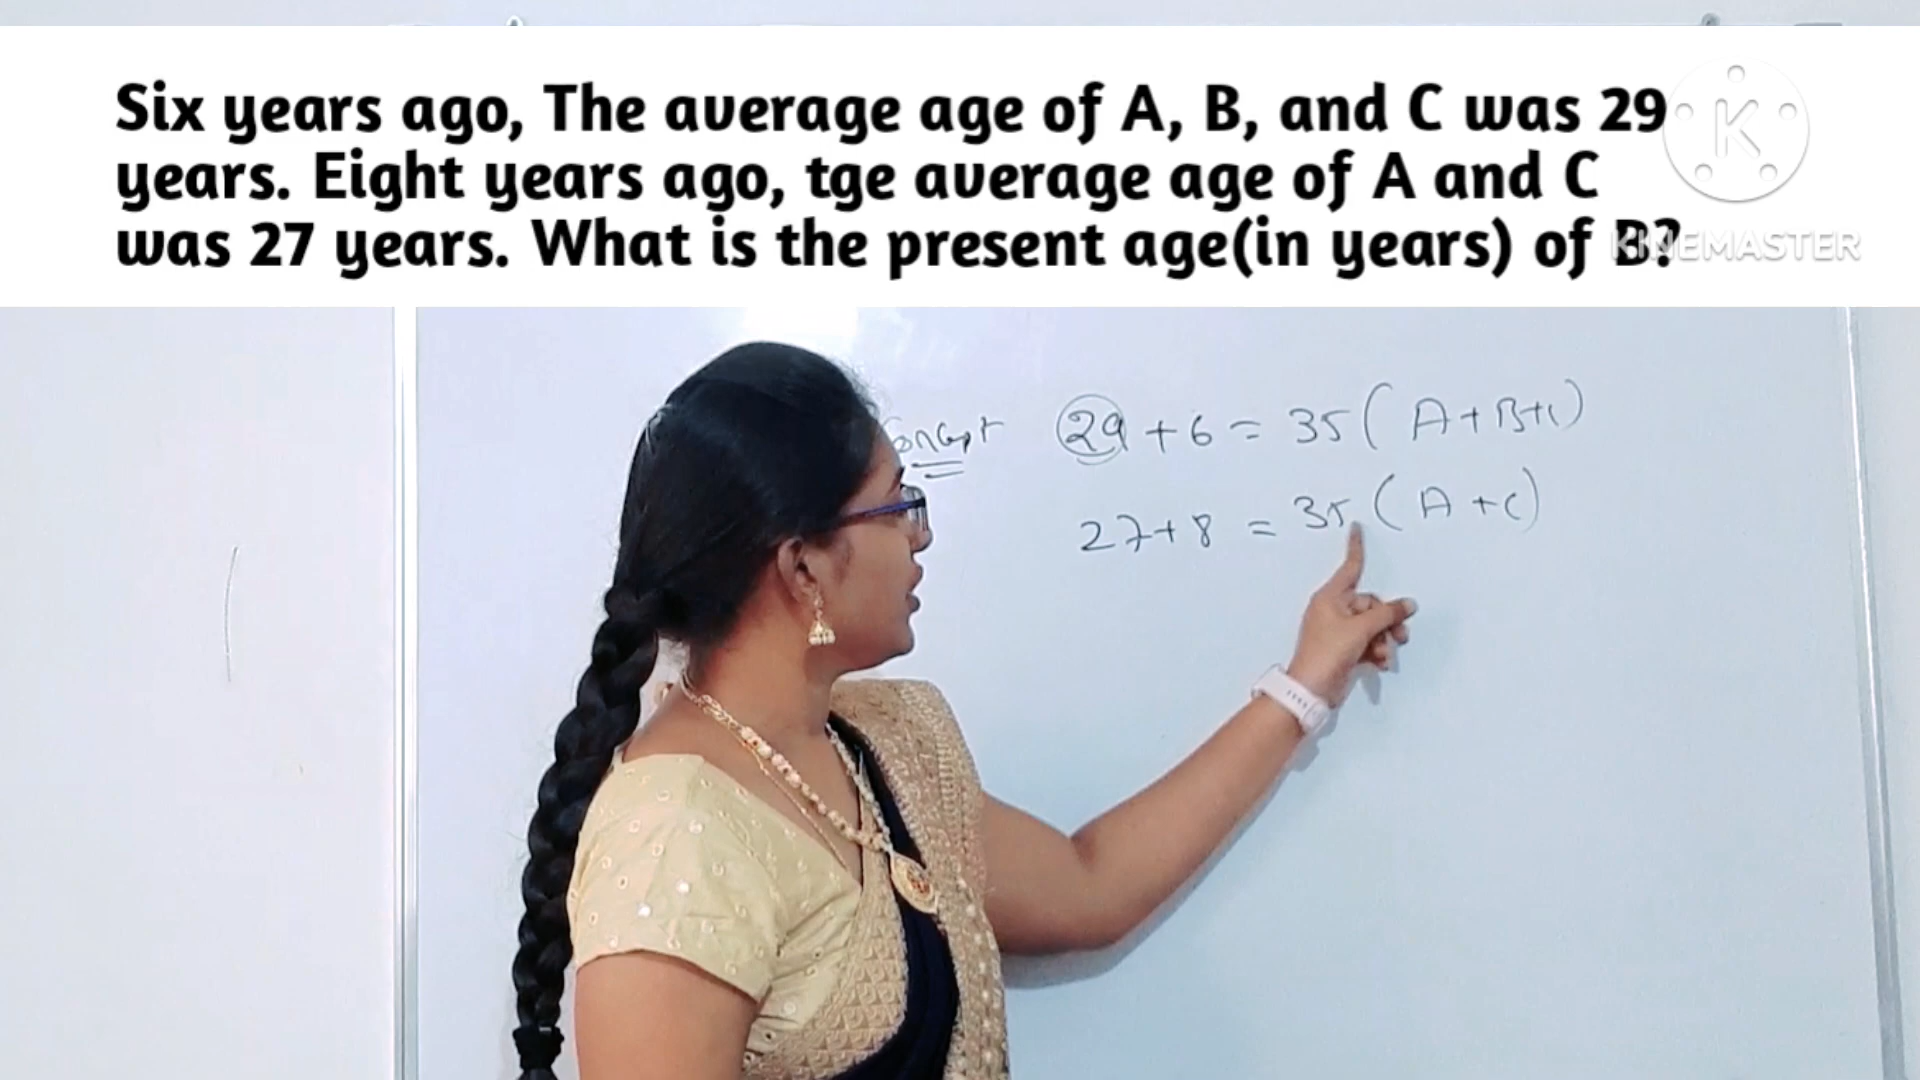 Six years ago, The average age of A, B, and C was 29
years. Eight years ago, tge average age of A and C
was 27 years. What is the present age(in years) of B?
K
KINEMASTER
Concept
29 + 6 = 35 ( A + B + C )
27 + 8 = 35 ( A + C )